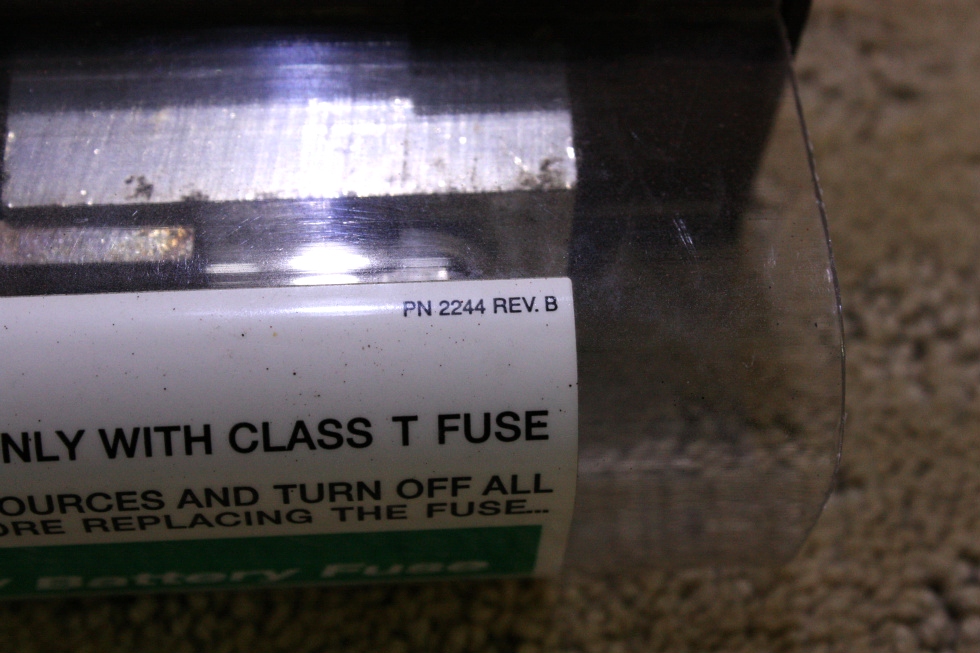 PN 2244 REV. B
NLY WITH CLASS T FUSE
OURCES AND TURN OFF ALL
ORE REPLACING THE FUSE...
Battery Fuse